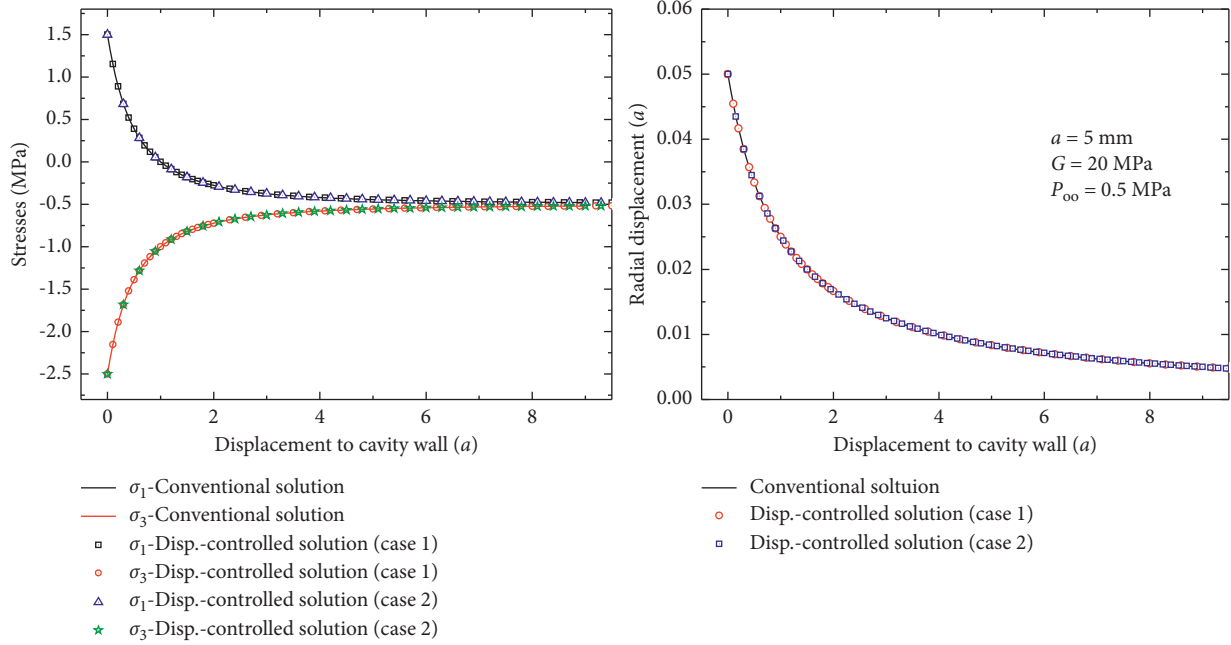 1.5
1.0
0.5
0.0
-0.5
-1.0
-1.5
-2.0
-2.5
Stresses (MPa)
0 2 4 6 8
Displacement to cavity wall (a)
σ1-Conventional solution
σ3-Conventional solution
σ1-Disp.-controlled solution (case 1)
σ3-Disp.-controlled solution (case 1)
σ1-Disp.-controlled solution (case 2)
σ3-Disp.-controlled solution (case 2)
0.06
0.05
0.04
0.03
0.02
0.01
0.00
Radial displacement (a)
a = 5 mm
G = 20 MPa
Poo = 0.5 MPa
0 2 4 6 8
Displacement to cavity wall (a)
Conventional soltuion
Disp.-controlled solution (case 1)
Disp.-controlled solution (case 2)